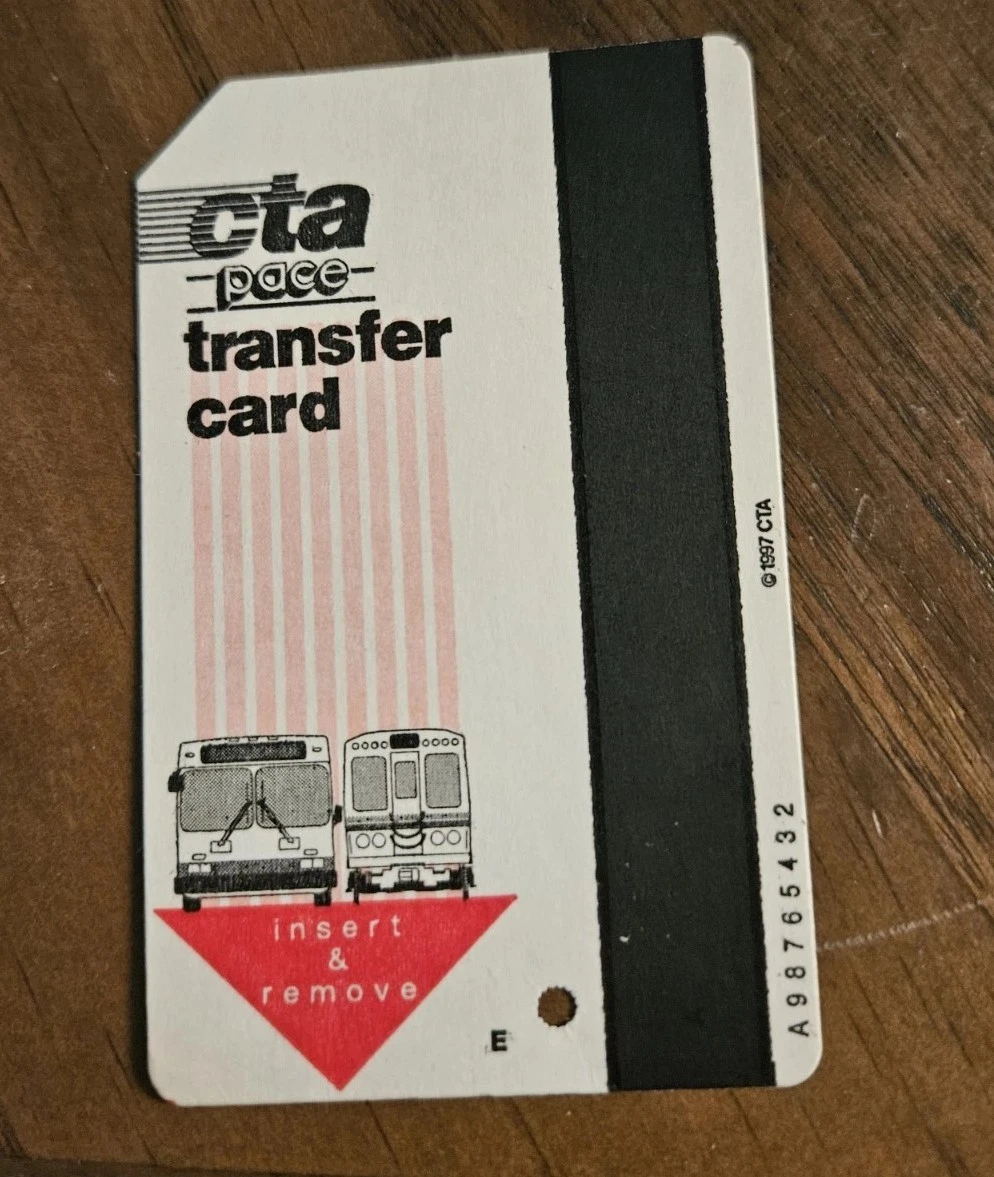 cta
pace
transfer
card
insert
&
remove
E
©1997 CTA
A98765432